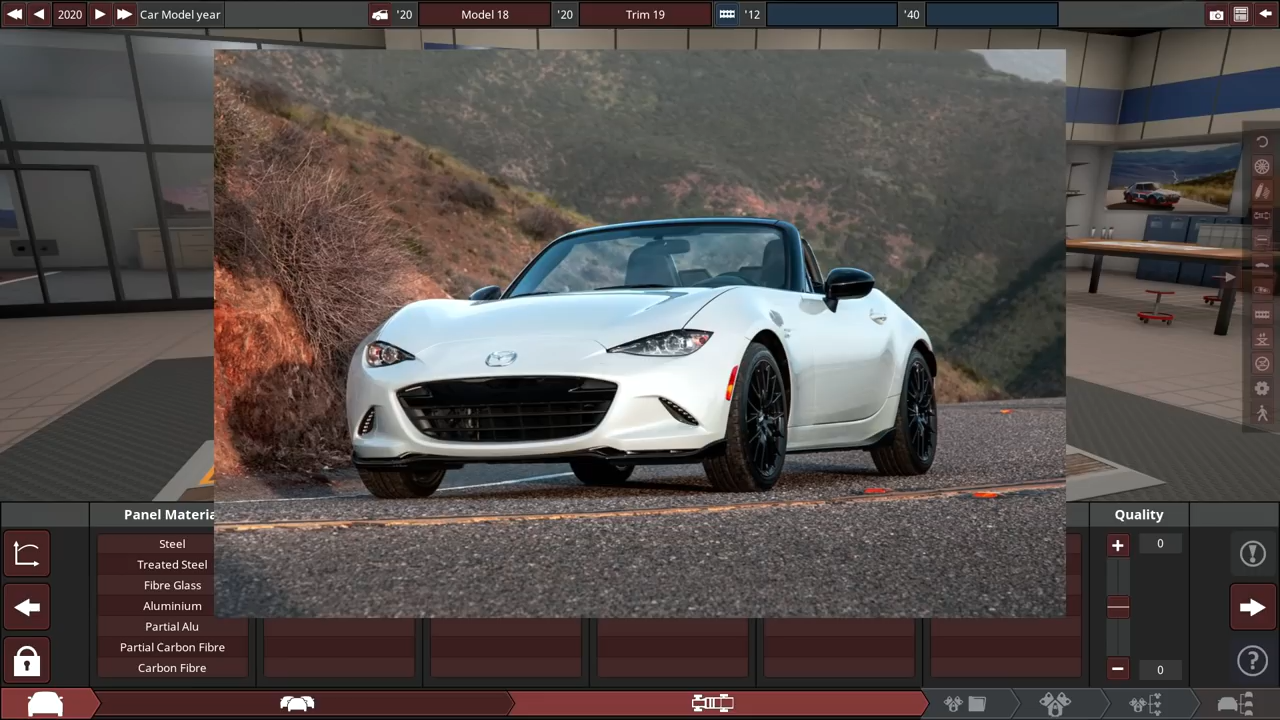 2020
Car Model year
'20
Model 18
'20
Trim 19
'12
'40
Panel Materia
Quality
Steel
Treated Steel
Fibre Glass
Aluminium
Partial Alu
Partial Carbon Fibre
Carbon Fibre
0
0